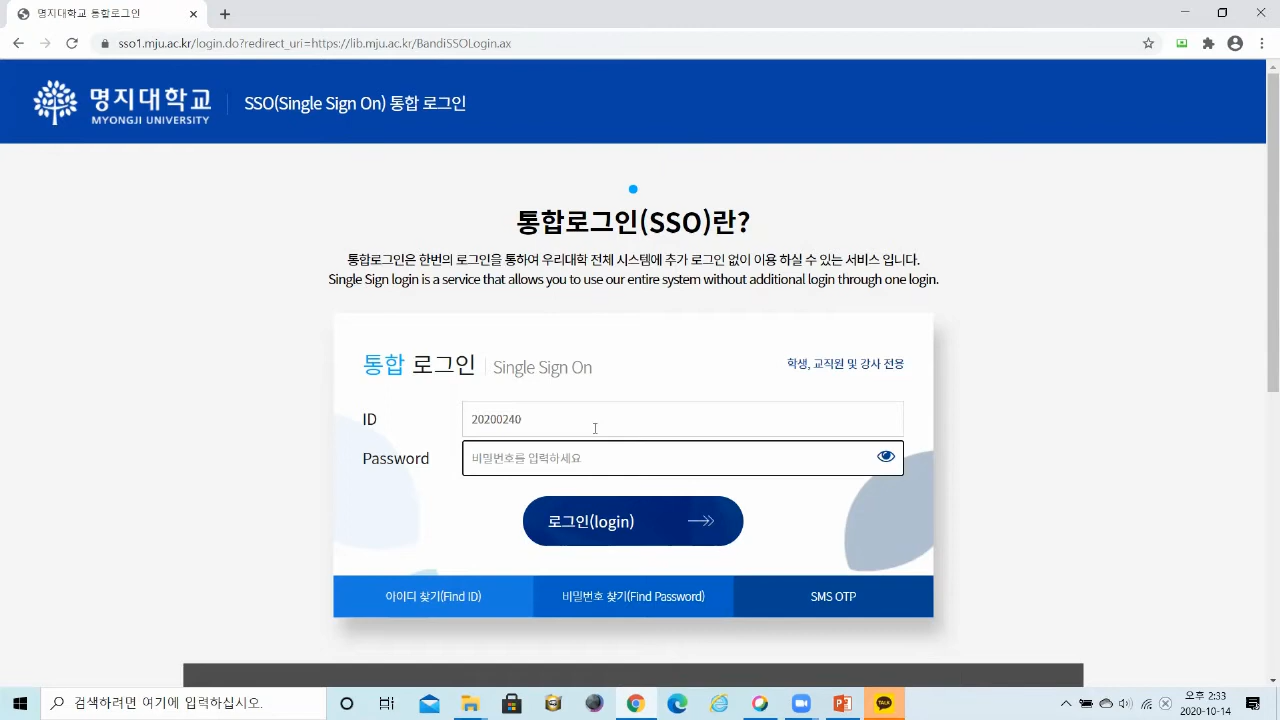 명지대학교 통합로그인
sso1.mju.ac.kr/login.do?redirect_uri=https://lib.mju.ac.kr/BandiSSOLogin.ax
명지대학교
MYONGJI UNIVERSITY
SSO(Single Sign On) 통합 로그인
통합로그인(SSO)란?
통합로그인은 한번의 로그인을 통하여 우리대학 전체 시스템에 추가 로그인 없이 이용 하실 수 있는 서비스 입니다.
Single Sign login is a service that allows you to use our entire system without additional login through one login.
통합 로그인 Single Sign On
학생, 교직원 및 강사 전용
ID 20200240
Password 비밀번호를 입력하세요
로그인(login)
아이디 찾기(Find ID) 비밀번호 찾기(Find Password) SMS OTP
검색하려면 여기에 입력하십시오.
TALK
오후 2:33
2020-10-14